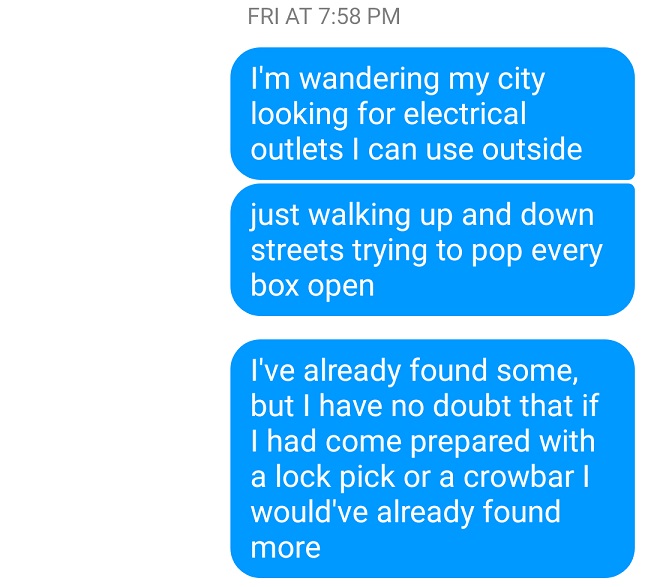 FRI AT 7:58 PM
I'm wandering my city
looking for electrical
outlets I can use outside
just walking up and down
streets trying to pop every
box open
I've already found some,
but I have no doubt that if
I had come prepared with
a lock pick or a crowbar I
would've already found
more